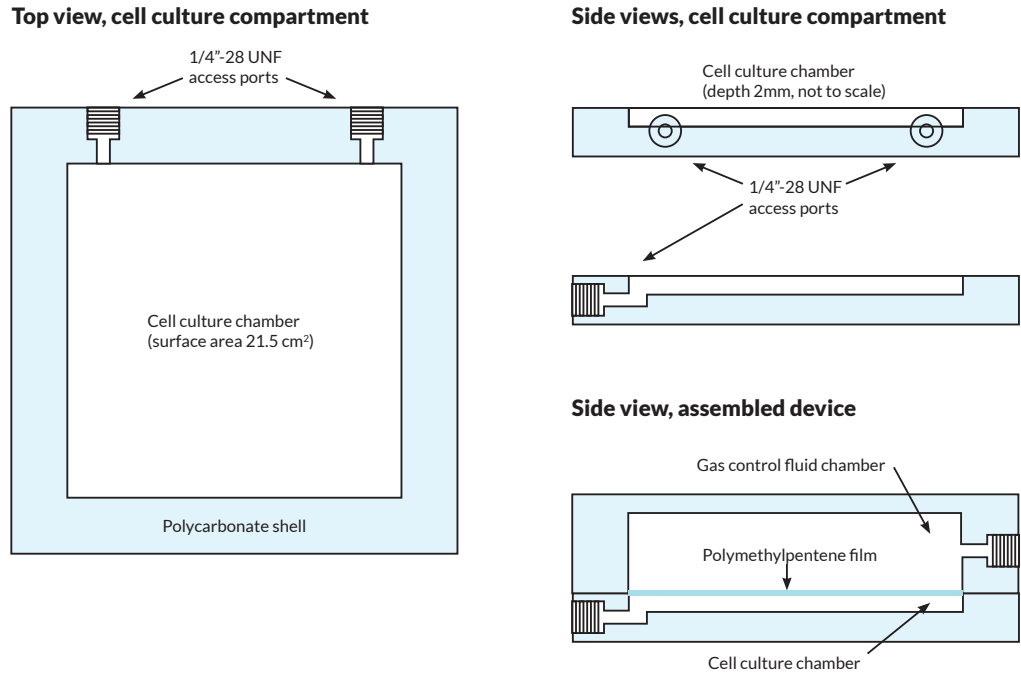 Top view, cell culture compartment
1/4”-28 UNF
access ports
Cell culture chamber
(surface area 21.5 cm²)
Polycarbonate shell
Side views, cell culture compartment
Cell culture chamber
(depth 2mm, not to scale)
1/4”-28 UNF
access ports
Side view, assembled device
Gas control fluid chamber
Polymethylpentene film
Cell culture chamber